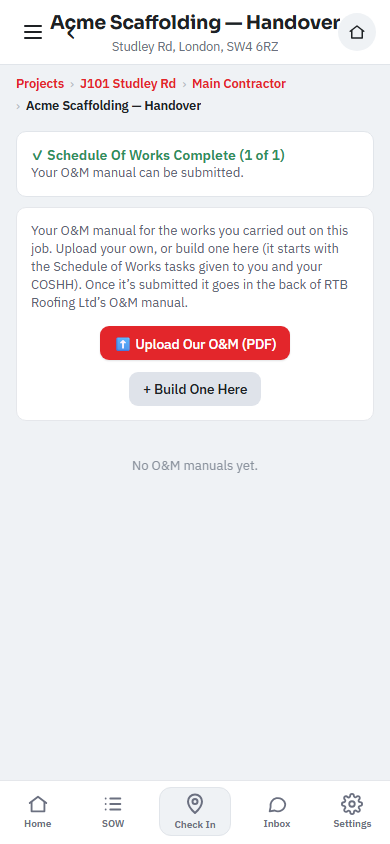 Acme Scaffolding — Handover
Studley Rd, London, SW4 6RZ
Projects › J101 Studley Rd › Main Contractor
› Acme Scaffolding — Handover
✓ Schedule Of Works Complete (1 of 1)
Your O&M manual can be submitted.
Your O&M manual for the works you carried out on this
job. Upload your own, or build one here (it starts with
the Schedule of Works tasks given to you and your
COSHH). Once it’s submitted it goes in the back of RTB
Roofing Ltd’s O&M manual.
⬆️ Upload Our O&M (PDF)
+ Build One Here
No O&M manuals yet.
Home SOW Check In Inbox Settings